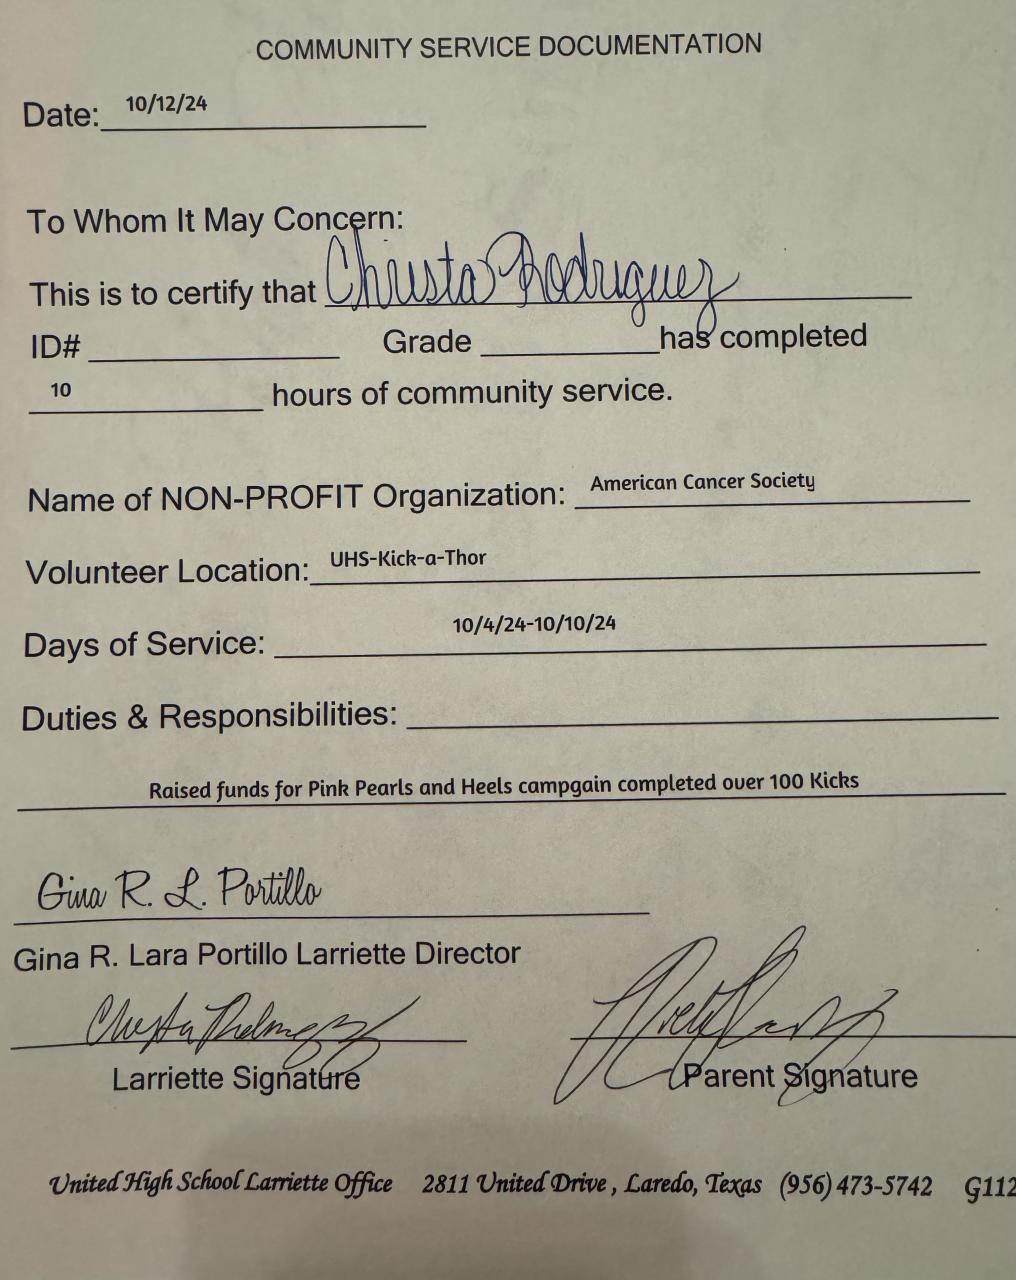 COMMUNITY SERVICE DOCUMENTATION
Date: 10/12/24
To Whom It May Concern:
This is to certify that Christa Rodriguez
ID# Grade has completed
10 hours of community service.
Name of NON-PROFIT Organization: American Cancer Society
Volunteer Location: UHS-Kick-a-Thor
Days of Service: 10/4/24-10/10/24
Duties & Responsibilities:
Raised funds for Pink Pearls and Heels campgain completed over 100 Kicks
Gina R. L. Portillo
Gina R. Lara Portillo Larriette Director
Larriette Signature Parent Signature
United High School Larriette Office 2811 United Drive, Laredo, Texas (956) 473-5742 G112